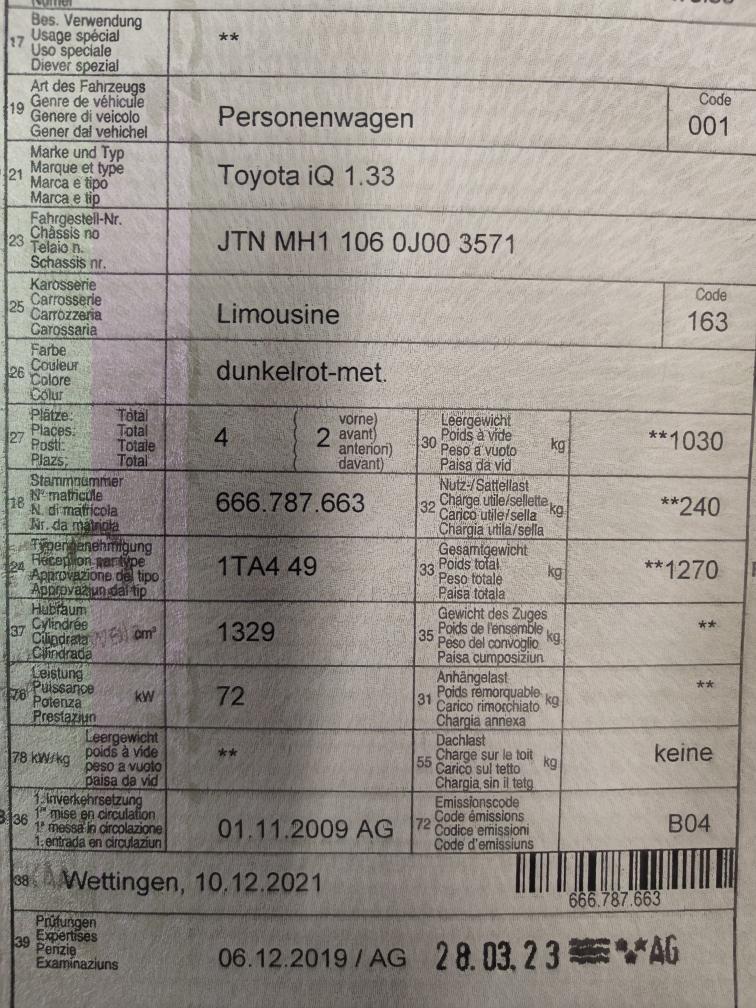 17 Bes. Verwendung
Usage spécial
Uso speciale
Diever spezial
**
19 Art des Fahrzeugs
Genre de véhicule
Genere di veicolo
Gener dal vehichel
Personenwagen
Code
001
21 Marke und Typ
Marque et type
Marca e tipo
Marca e tip
Toyota iQ 1.33
23 Fahrgestell-Nr.
Châssis no
Telaio n.
Schassis nr.
JTN MH1 106 0J00 3571
25 Karosserie
Carrosserie
Carrozzeria
Carossaria
Limousine
Code
163
26 Farbe
Couleur
Colore
Colur
dunkelrot-met.
27 Plätze: Total
Places: Total
Posti: Totale
Plazs: Total
4
2
vorne)
avant)
anteriori)
davant)
30 Leergewicht
Poids à vide
Peso a vuoto
Paisa da vid
kg
**1030
18 Stammnummer
N° matricule
N. di matricola
Nr. da matricla
666.787.663
32 Nutz-/Sattellast
Charge utile/sellette
Carico utile/sella
Chargia utila/sella
kg
**240
24 Typengenehmigung
Réception par type
Approvazione del tipo
Approvaziun dal tip
1TA4 49
33 Gesamtgewicht
Poids total
Peso totale
Paisa totala
kg
**1270
37 Hubraum
Cylindrée
Cilindrata
Cilindrada
cm³
1329
35 Gewicht des Zuges
Poids de l'ensemble
Peso del convoglio
Paisa cumposiziun
kg
**
76 Leistung
Puissance
Potenza
Prestaziun
kW
72
31 Anhängelast
Poids remorquable
Carico rimorchiato
Chargia annexa
kg
**
78 kW/kg
Leergewicht
poids à vide
peso a vuoto
paisa da vid
**
55 Dachlast
Charge sur le toit
Carico sul tetto
Chargia sin il tetg
kg
keine
36 1. Inverkehrsetzung
1re mise en circulation
1a messa in circolazione
1. entrada en circulaziun
01.11.2009 AG
72 Emissionscode
Code émissions
Codice emissioni
Code d'emissiuns
B04
38 Wettingen, 10.12.2021
666.787.663
39 Prüfungen
Expertises
Perizie
Examinaziuns
06.12.2019 / AG
28.03.23
AG